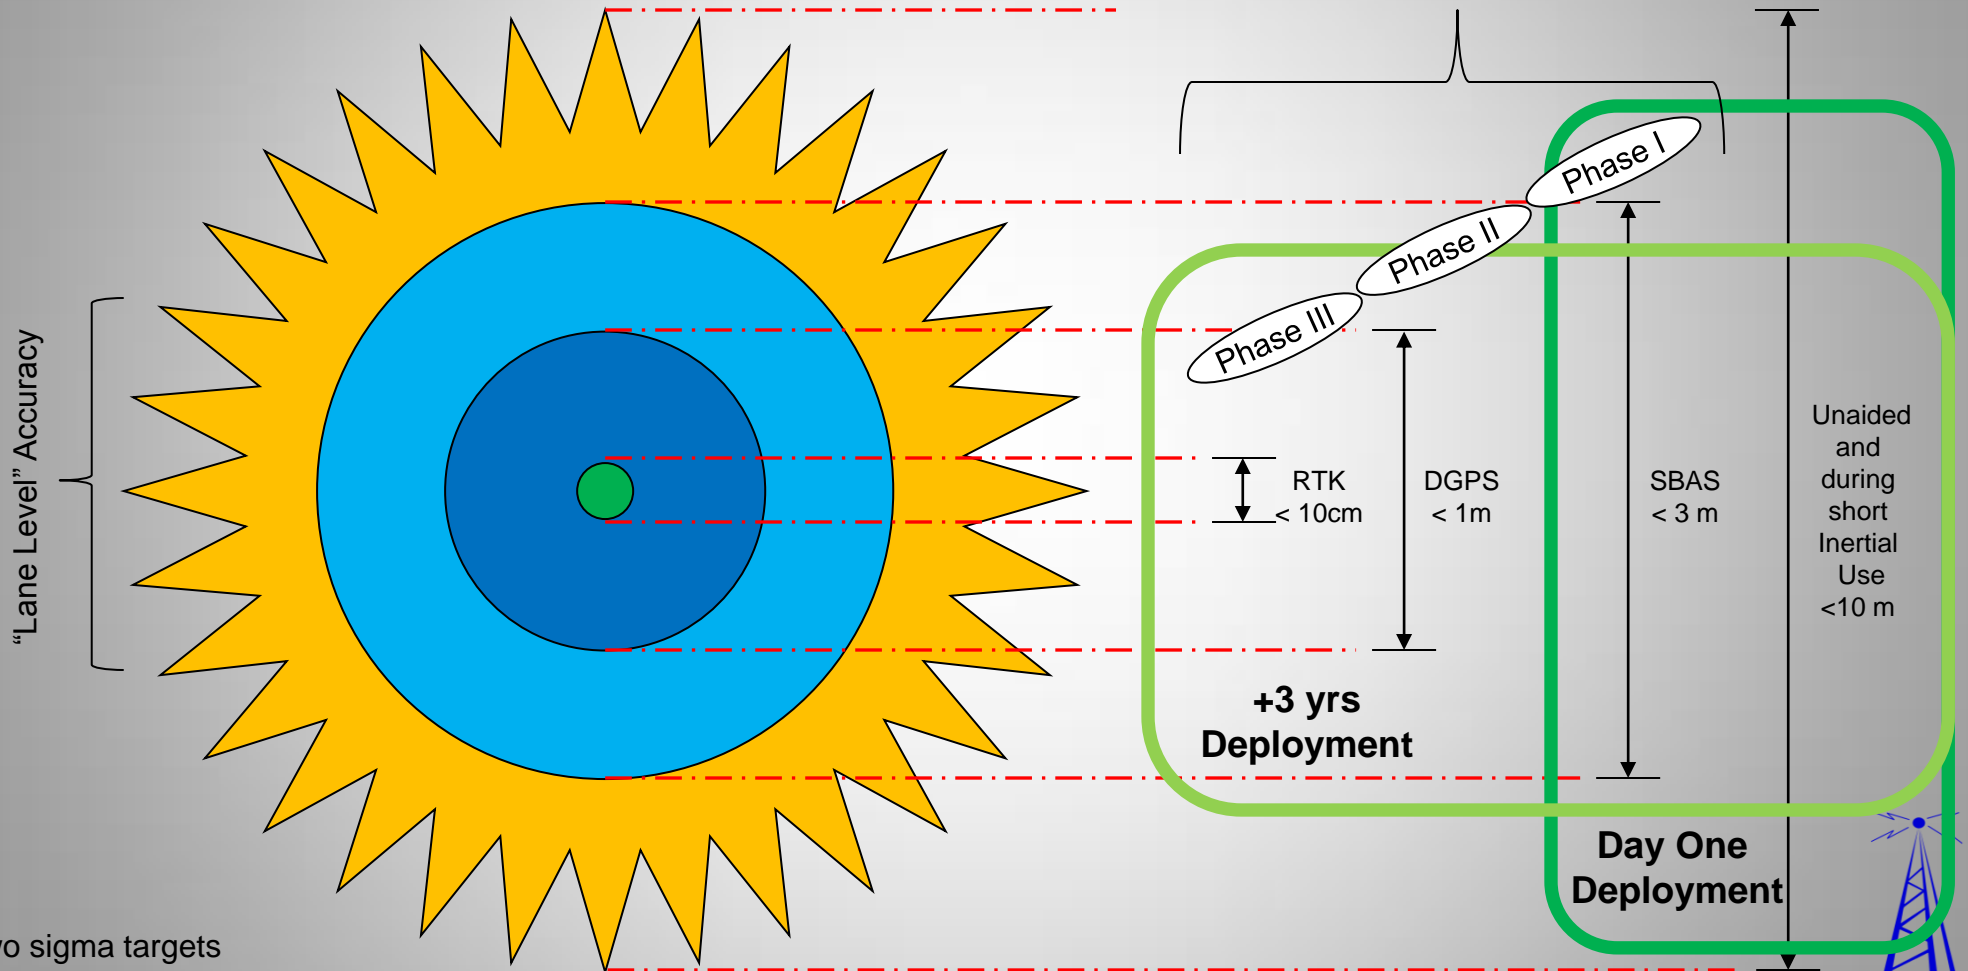 Phase I
Phase II
Phase III
“Lane Level” Accuracy
RTK
< 10cm
DGPS
< 1m
SBAS
< 3 m
Unaided
and
during
short
Inertial
Use
<10 m
+3 yrs
Deployment
Day One
Deployment
sigma targets